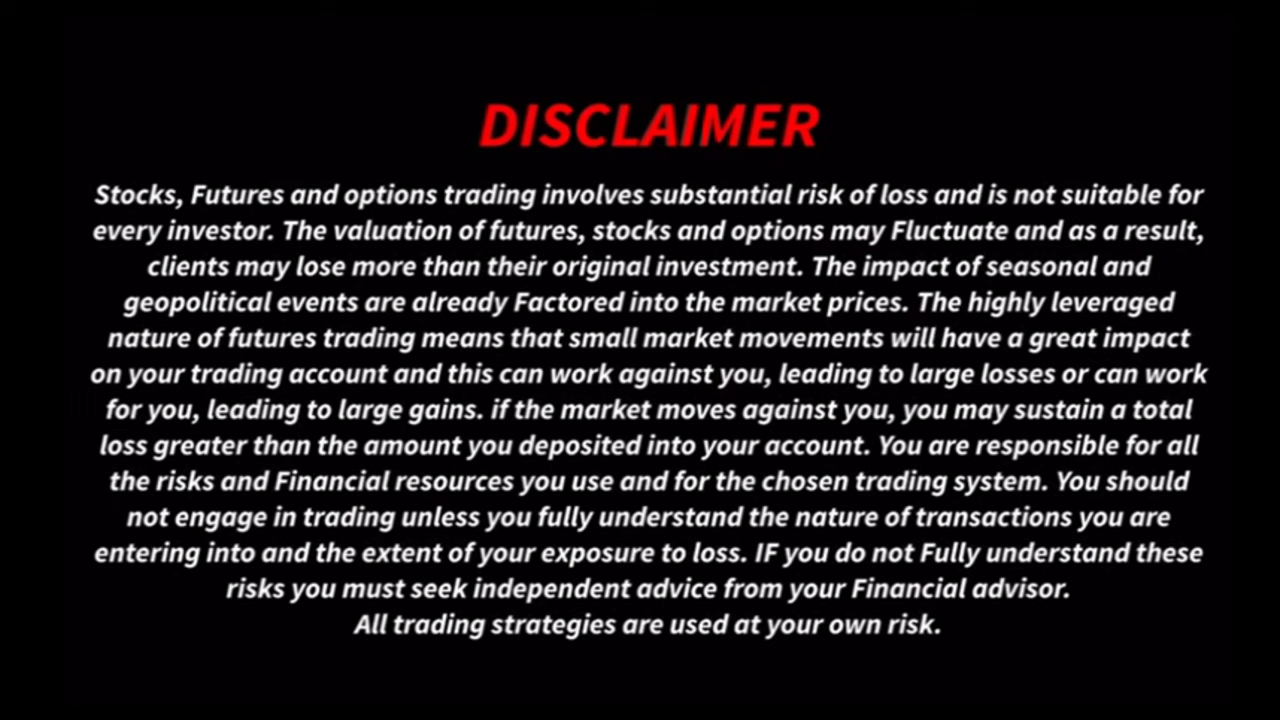 DISCLAIMER
Stocks, Futures and options trading involves substantial risk of loss and is not suitable for
every investor. The valuation of futures, stocks and options may Fluctuate and as a result,
clients may lose more than their original investment. The impact of seasonal and
geopolitical events are already Factored into the market prices. The highly leveraged
nature of futures trading means that small market movements will have a great impact
on your trading account and this can work against you, leading to large losses or can work
for you, leading to large gains. if the market moves against you, you may sustain a total
loss greater than the amount you deposited into your account. You are responsible for all
the risks and Financial resources you use and for the chosen trading system. You should
not engage in trading unless you fully understand the nature of transactions you are
entering into and the extent of your exposure to loss. IF you do not Fully understand these
risks you must seek independent advice from your Financial advisor.
All trading strategies are used at your own risk.